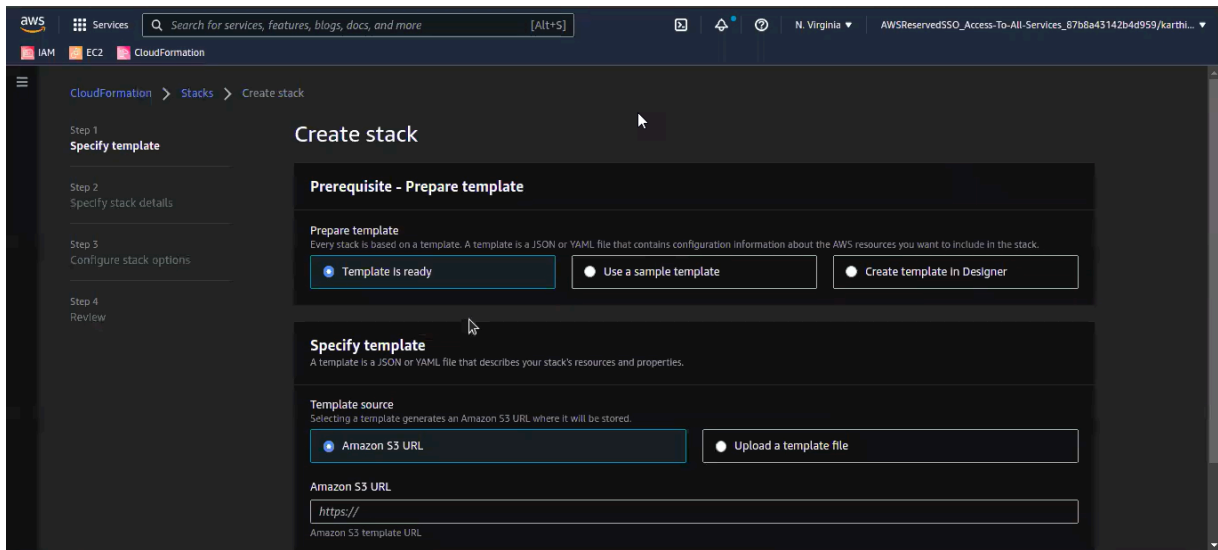 aws Services Search for services, features, blogs, docs, and more [Alt+S] N. Virginia ▼ AWSReservedSSO_Access-To-All-Services_87b8a43142b4d959/karthi... ▼
IAM EC2 CloudFormation
CloudFormation > Stacks > Create stack
Step 1
Specify template
Step 2
Specify stack details
Step 3
Configure stack options
Step 4
Review
Create stack
Prerequisite - Prepare template
Prepare template
Every stack is based on a template. A template is a JSON or YAML file that contains configuration information about the AWS resources you want to include in the stack.
Template is ready Use a sample template Create template in Designer
Specify template
A template is a JSON or YAML file that describes your stack's resources and properties.
Template source
Selecting a template generates an Amazon S3 URL where it will be stored.
Amazon S3 URL Upload a template file
Amazon S3 URL
https://
Amazon S3 template URL